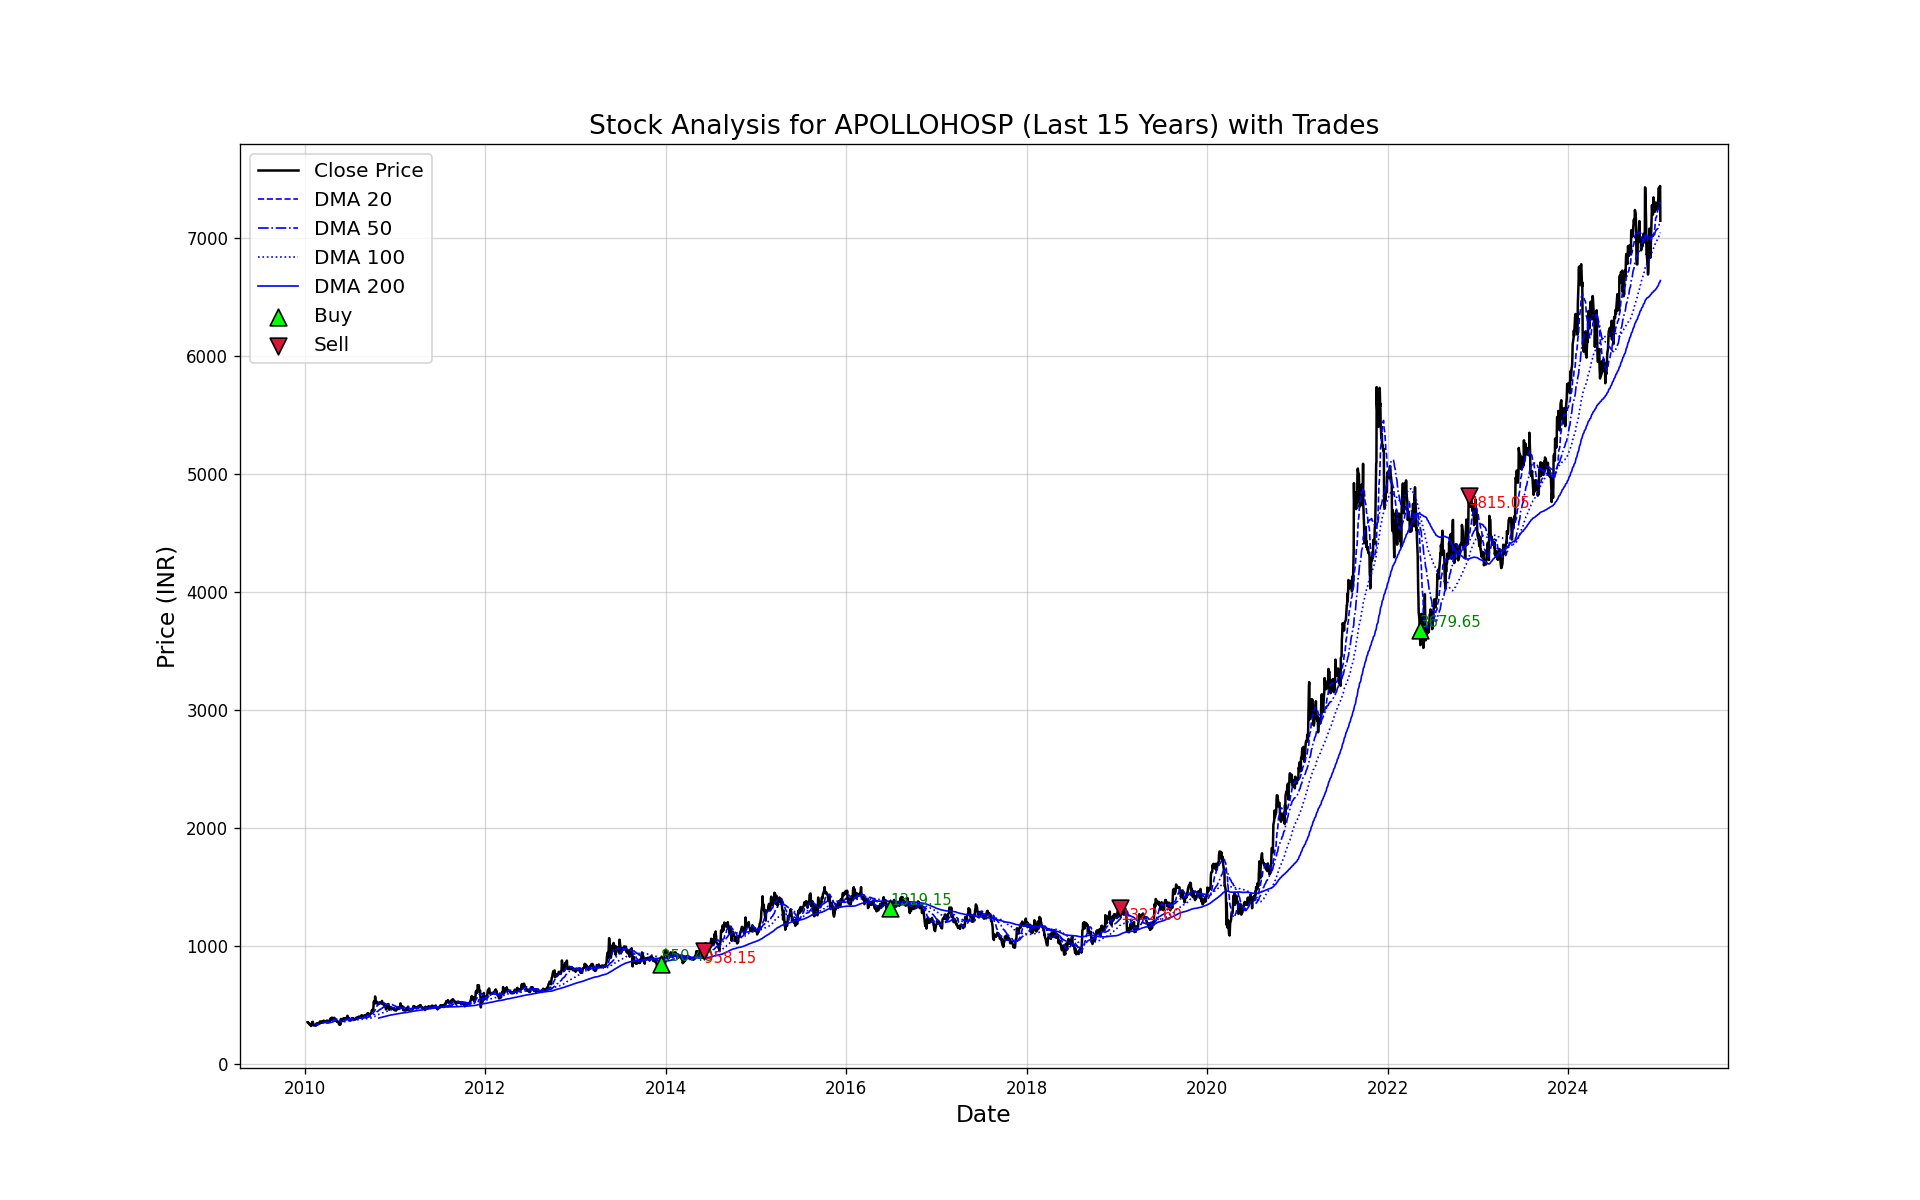 Stock Analysis for APOLLOHOSP (Last 15 Years) with Trades
Close Price
DMA 20
DMA 50
DMA 100
DMA 200
Buy
Sell
Price (INR)
7000
6000
5000
4000
3000
2000
1000
0
4815.05
1319.15
958.15
2010
2012
2014
2016
2018
2020
2022
2024
Date